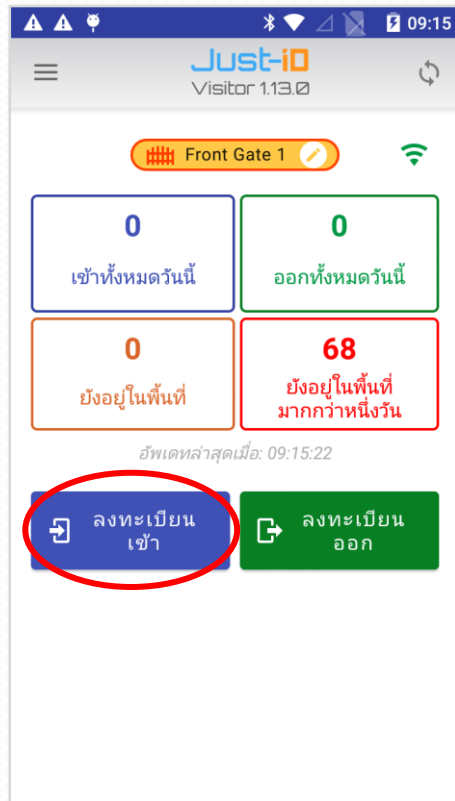 09:15
Just-iD
Visitor 1.13.0
Front Gate 1
0
เข้าทั้งหมดวันนี้
0
ออกทั้งหมดวันนี้
0
ยังอยู่ในพื้นที่
68
ยังอยู่ในพื้นที่
มากกว่าหนึ่งวัน
อัพเดทล่าสุดเมื่อ: 09:15:22
ลงทะเบียน
เข้า
ลงทะเบียน
ออก